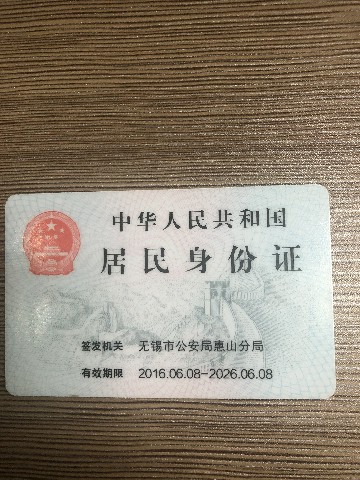 中华人民共和国
居民身份证
签发机关 无锡市公安局惠山分局
有效期限 2016.06.08-2026.06.08